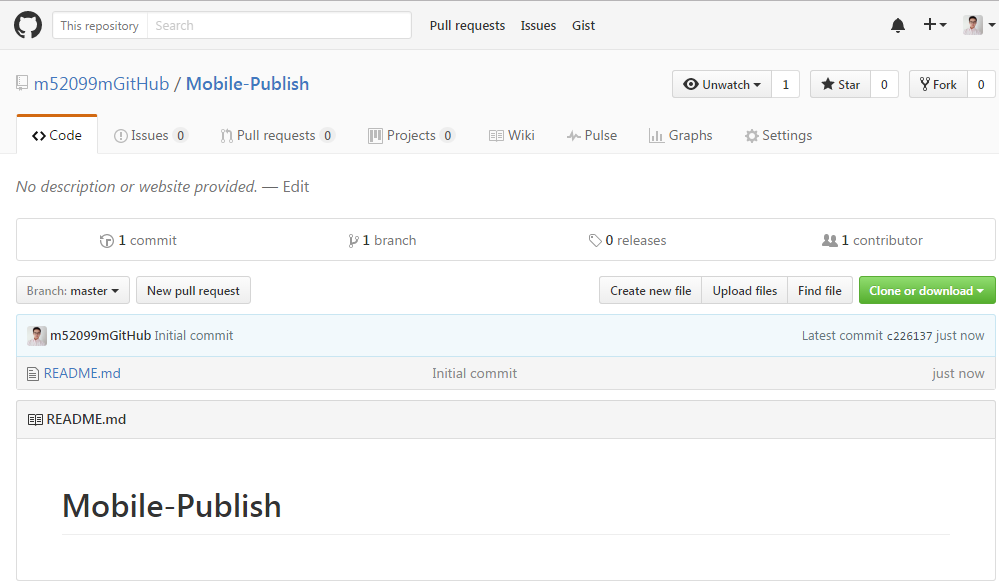 This repository Search Pull requests Issues Gist
m52099mGitHub / Mobile-Publish Unwatch 1 Star 0 Fork 0
Code Issues 0 Pull requests 0 Projects 0 Wiki Pulse Graphs Settings
No description or website provided. — Edit
1 commit 1 branch 0 releases 1 contributor
Branch: master New pull request Create new file Upload files Find file Clone or download
m52099mGitHub Initial commit Latest commit c226137 just now
README.md Initial commit just now
README.md
Mobile-Publish